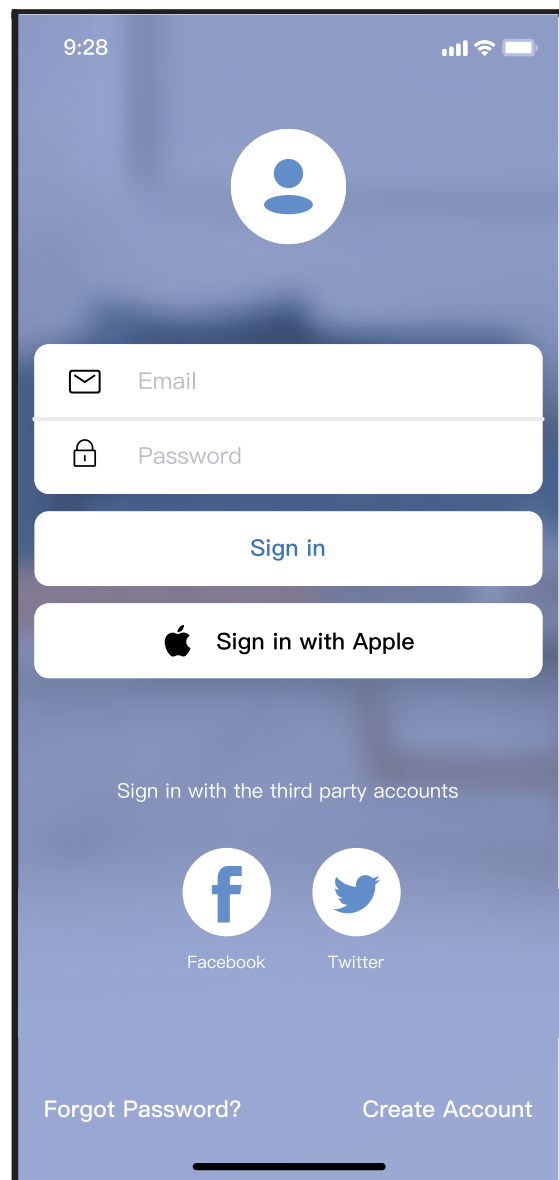 9:28
Email
Password
Sign in
Sign in with Apple
Sign in with the third party accounts
Facebook
Twitter
Forgot Password?
Create Account